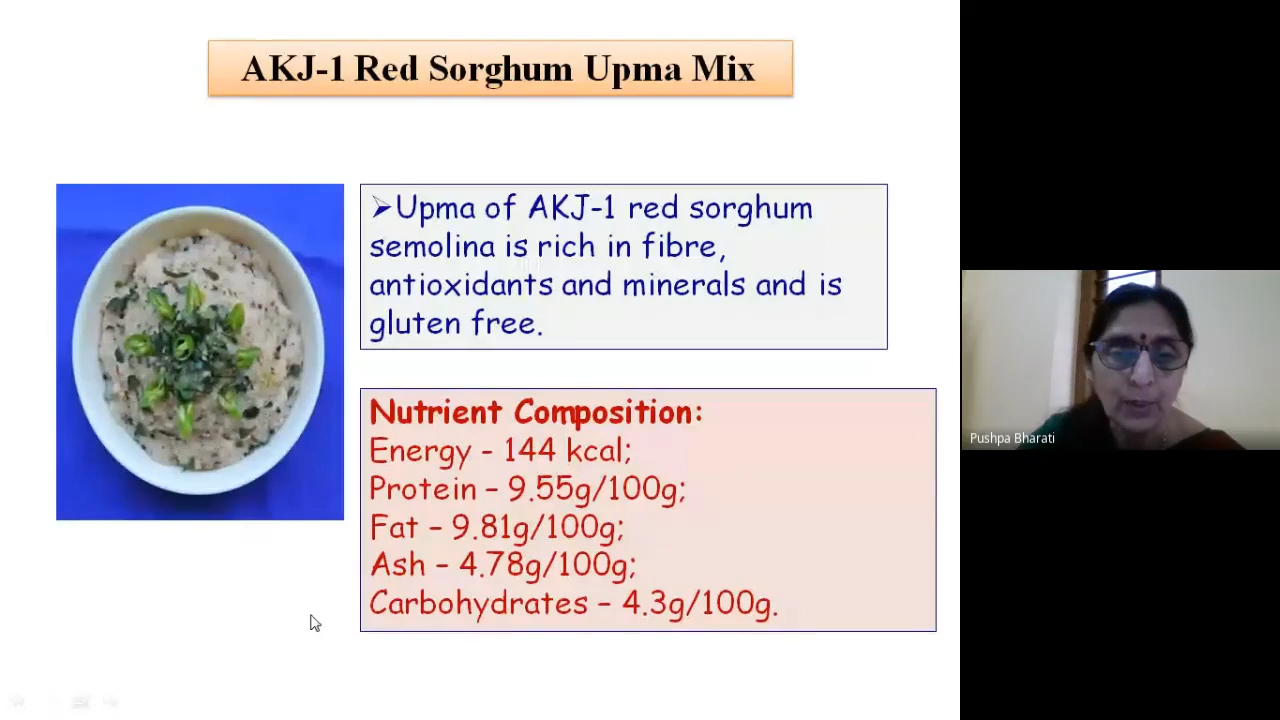 AKJ-1 Red Sorghum Upma Mix
➢Upma of AKJ-1 red sorghum
semolina is rich in fibre,
antioxidants and minerals and is
gluten free.
Nutrient Composition:
Energy - 144 kcal;
Protein – 9.55g/100g;
Fat – 9.81g/100g;
Ash – 4.78g/100g;
Carbohydrates – 4.3g/100g.
Pushpa Bharati